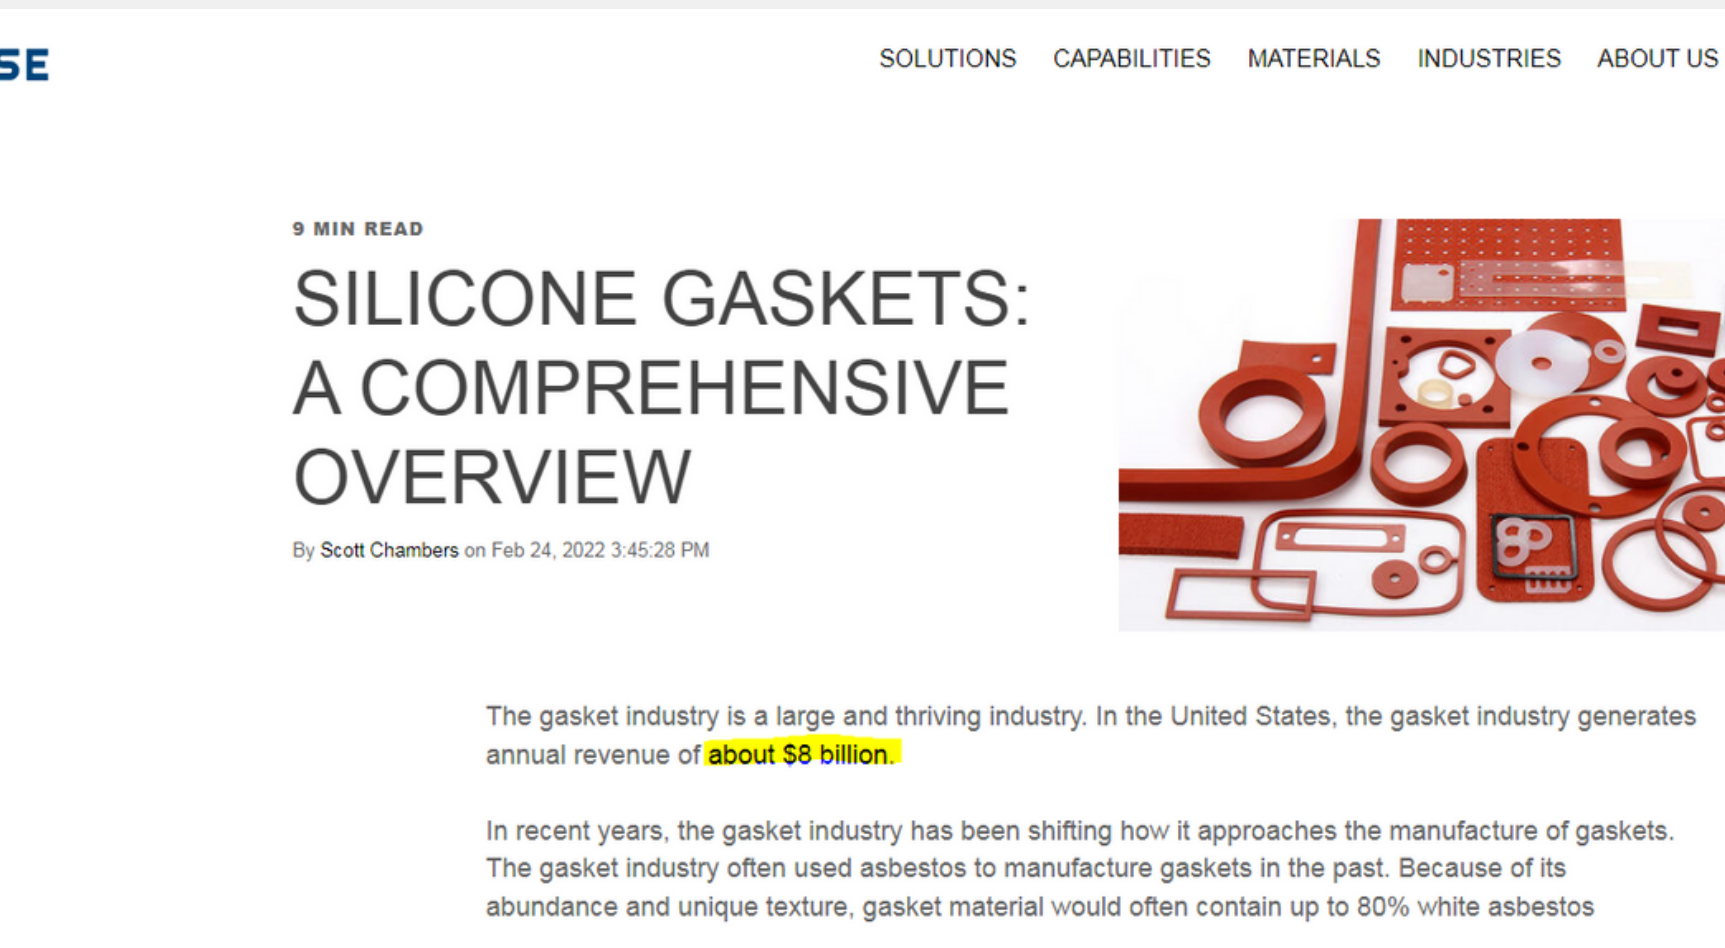 SE
SOLUTIONS CAPABILITIES MATERIALS INDUSTRIES ABOUT US
9 MIN READ
SILICONE GASKETS:
A COMPREHENSIVE
OVERVIEW
By Scott Chambers on Feb 24, 2022 3:45:28 PM
The gasket industry is a large and thriving industry. In the United States, the gasket industry generates
annual revenue of about $8 billion.
In recent years, the gasket industry has been shifting how it approaches the manufacture of gaskets.
The gasket industry often used asbestos to manufacture gaskets in the past. Because of its
abundance and unique texture, gasket material would often contain up to 80% white asbestos